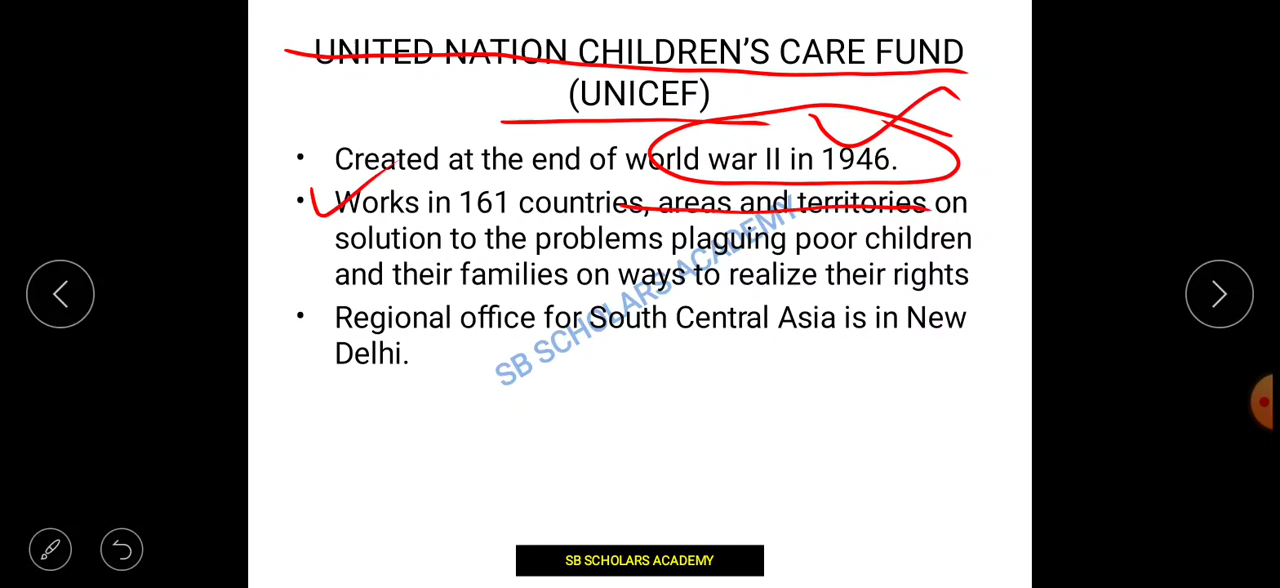 UNITED NATION CHILDREN’S CARE FUND
(UNICEF)
• Created at the end of world war II in 1946.
• Works in 161 countries, areas and territories on
solution to the problems plaguing poor children
and their families on ways to realize their rights
• Regional office for South Central Asia is in New
Delhi.
SB SCHOLARS ACADEMY
SB SCHOLARS ACADEMY